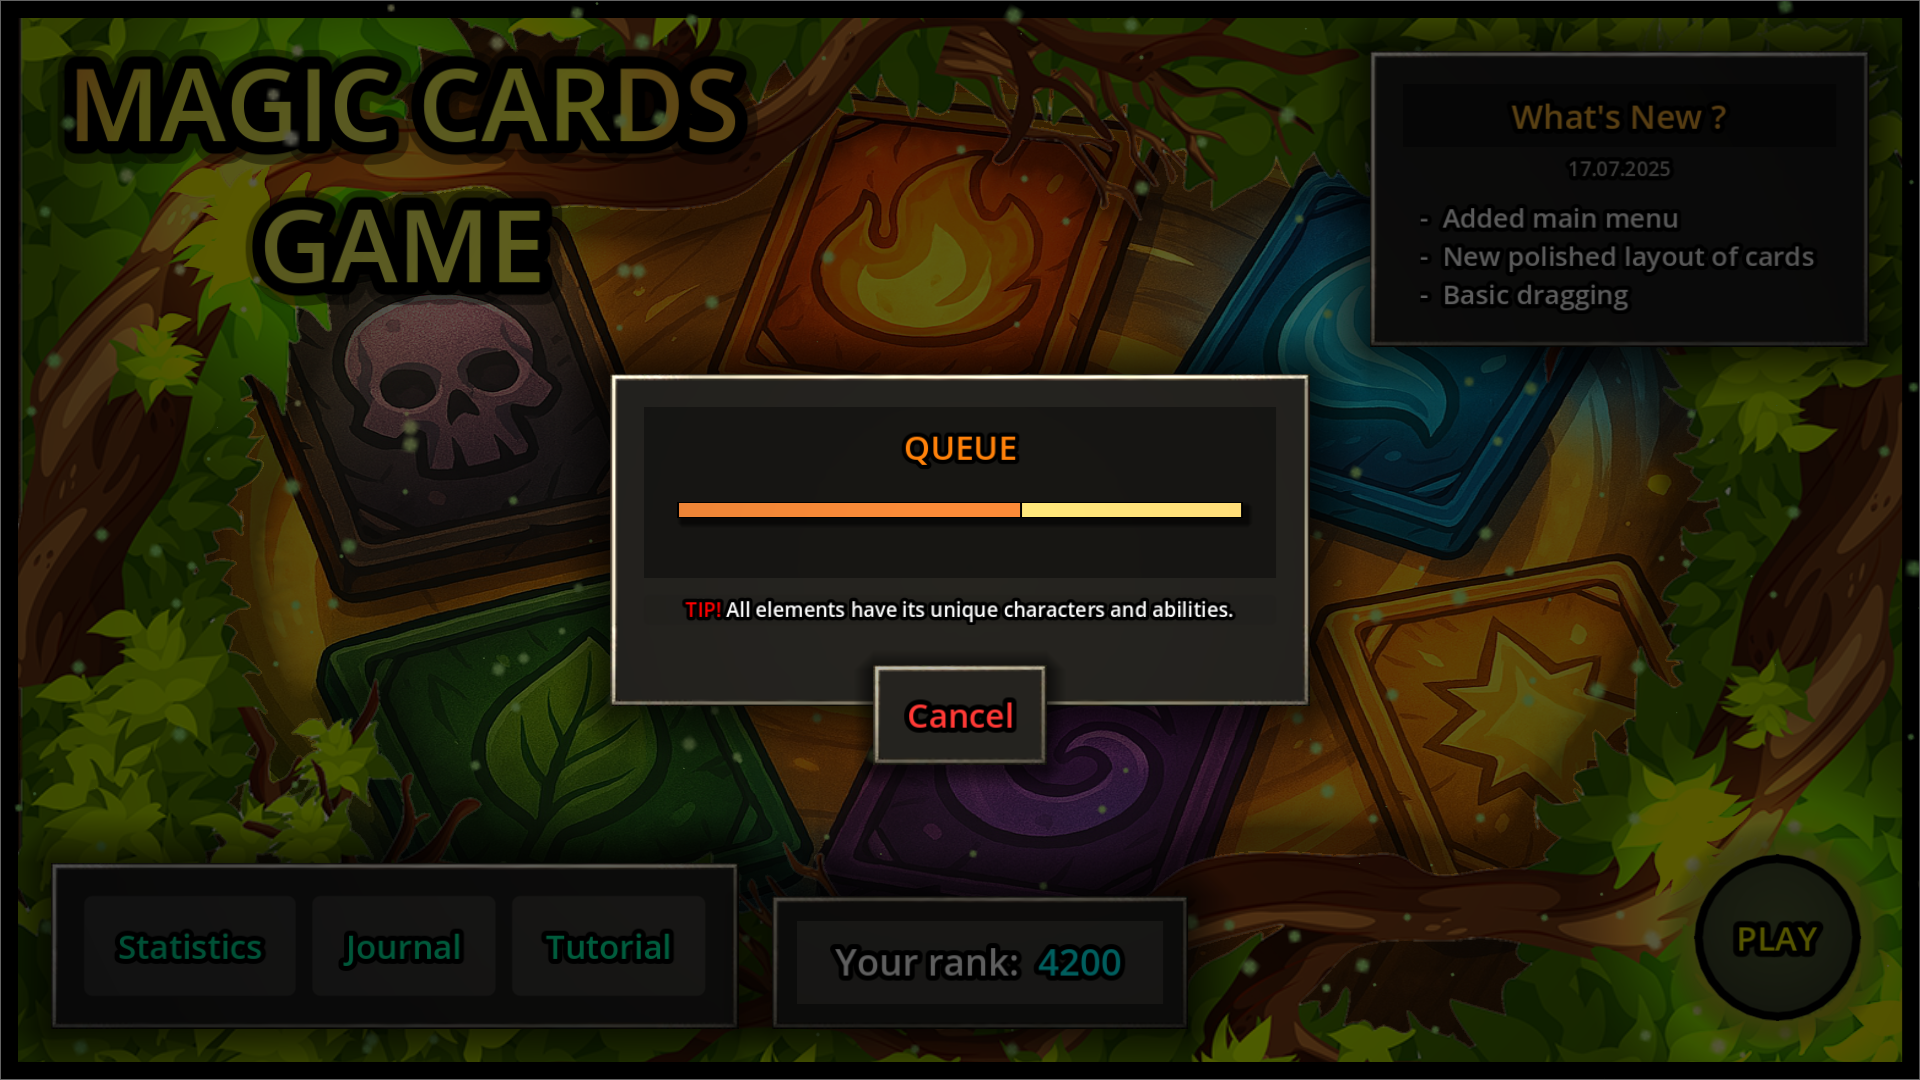 MAGIC CARDS
GAME
What's New ?
17.07.2025
- Added main menu
- New polished layout of cards
- Basic dragging
QUEUE
TIP! All elements have its unique characters and abilities.
Cancel
Statistics
Journal
Tutorial
Your rank: 4200
PLAY